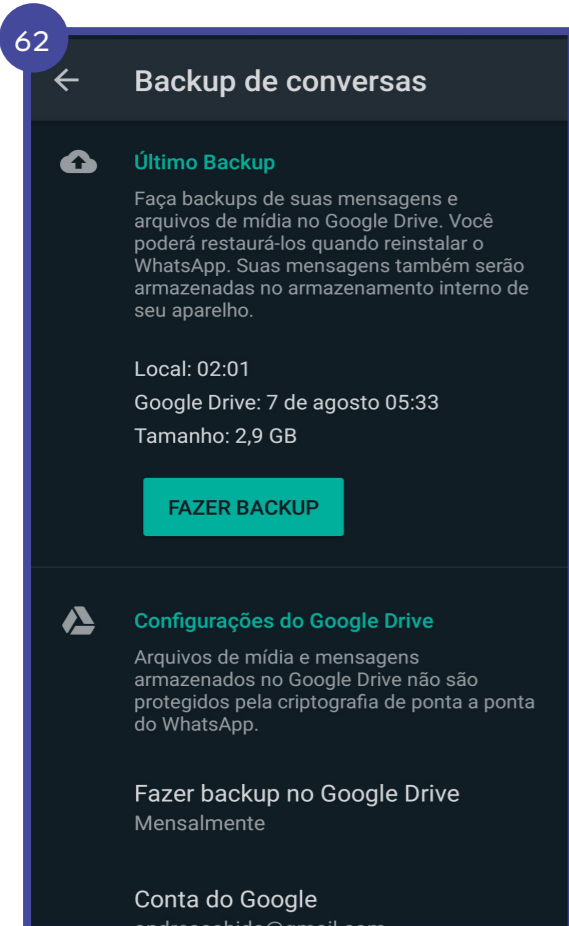 62
Backup de conversas
Último Backup
Faça backups de suas mensagens e
arquivos de mídia no Google Drive. Você
poderá restaurá-los quando reinstalar o
WhatsApp. Suas mensagens também serão
armazenadas no armazenamento interno de
seu aparelho.
Local: 02:01
Google Drive: 7 de agosto 05:33
Tamanho: 2,9 GB
FAZER BACKUP
Configurações do Google Drive
Arquivos de mídia e mensagens
armazenados no Google Drive não são
protegidos pela criptografia de ponta a ponta
do WhatsApp.
Fazer backup no Google Drive
Mensalmente
Conta do Google